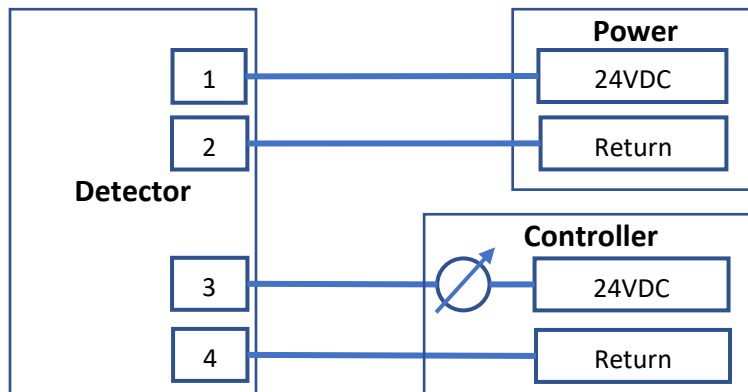 Power
1
24VDC
2
Return
Detector
Controller
3
24VDC
4
Return